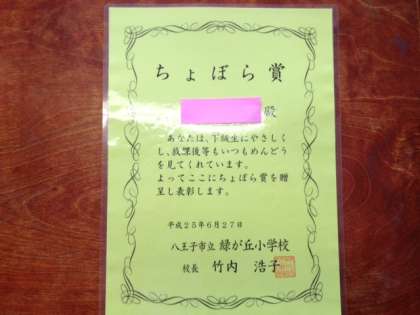 ちょぼら賞
殿
あなたは、下級生にやさしく
し、放課後等もいつもめんどう
を見てくれています。
よってここにちょぼら賞を贈
呈し表彰します。
平成25年6月27日
八王子市立 緑が丘小学校
校長 竹内 浩子